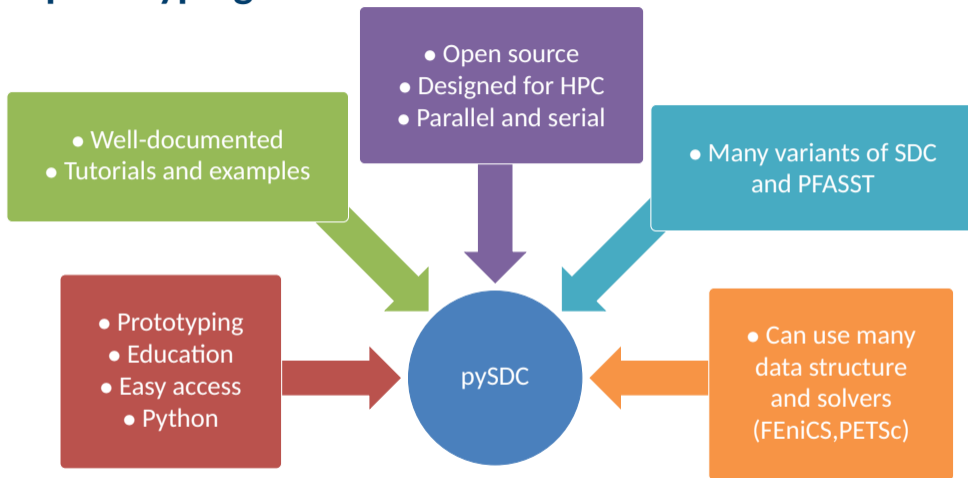 ● Open source
● Designed for HPC
● Parallel and serial
● Well-documented
● Tutorials and examples
● Many variants of SDC
and PFASST
● Prototyping
● Education
● Easy access
● Python
pySDC
● Can use many
data structure
and solvers
(FEniCS,PETSc)